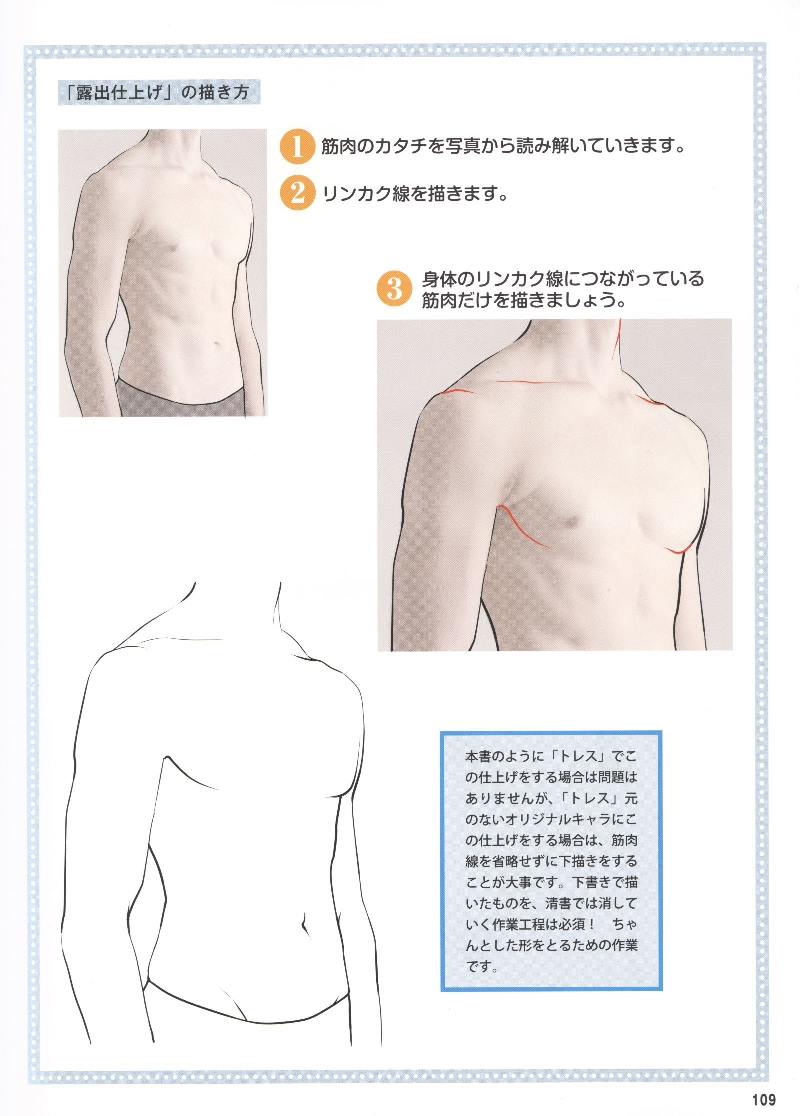 「露出仕上げ」の描き方
1 筋肉のカタチを写真から読み解いていきます。
2 リンカク線を描きます。
3 身体のリンカク線につながっている
筋肉だけを描きましょう。
本書のように「トレス」でこ
の仕上げをする場合は問題は
ありませんが、「トレス」元
のないオリジナルキャラにこ
の仕上げをする場合は、筋肉
線を省略せずに下描きをする
ことが大事です。下書きで描
いたものを、清書では消して
いく作業工程は必須！　ちゃ
んとした形をとるための作業
です。
109